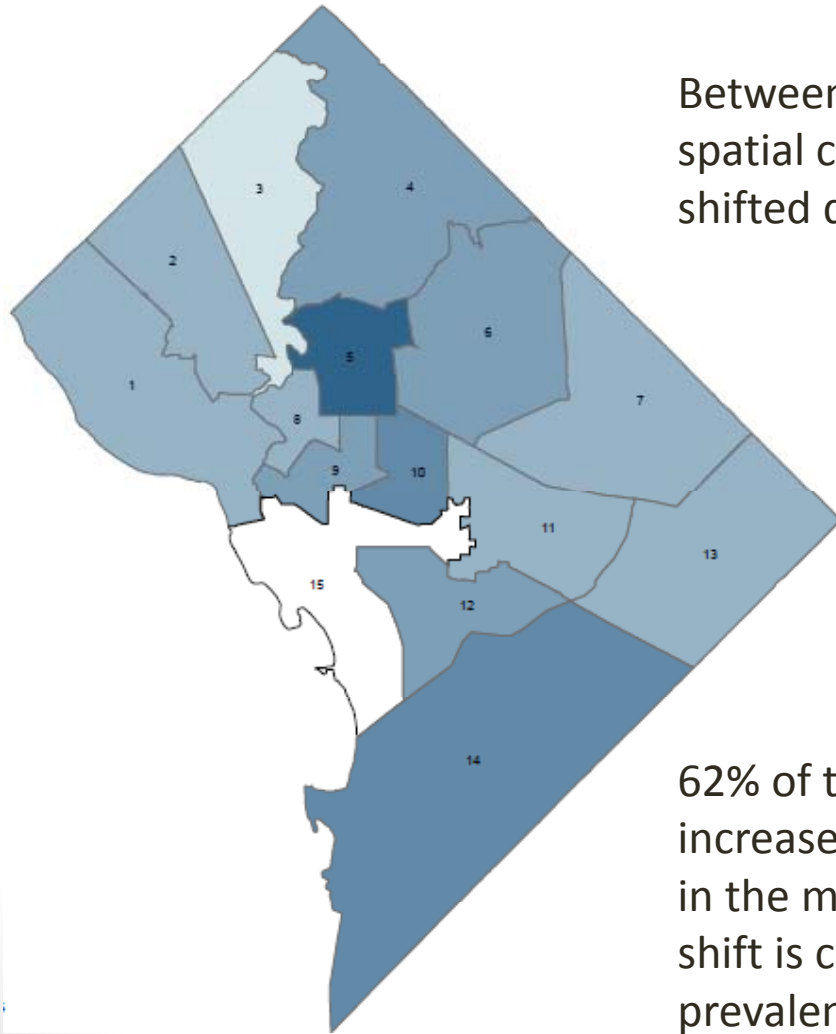 Between
spatial c
shifted
3
4
2
6
5
1
7
8
9
10
11
13
15
12
14
62% of t
increase
in the m
shift is c
prevalen